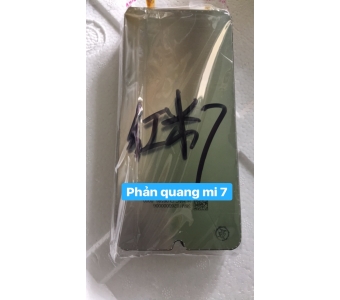 红米7
Phản quang mi 7